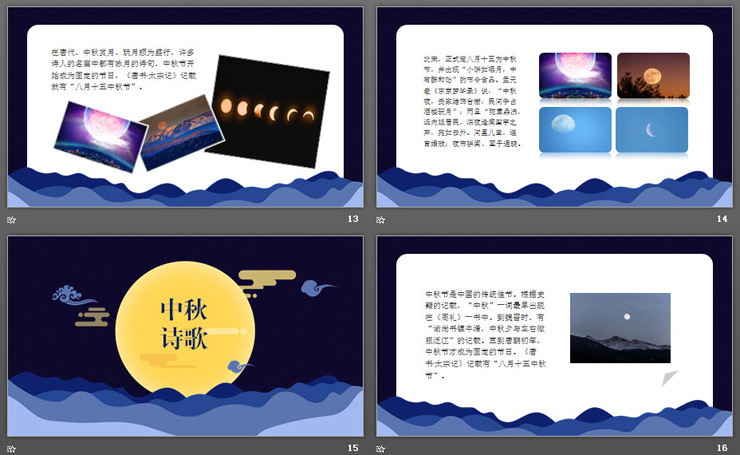 在唐代，中秋赏月、玩月颇为盛行，许多
诗人的名篇中都有咏月的诗句，中秋节开
始成为固定的节日，《唐书·太宗记》记载
就有“八月十五中秋节”。
13
北宋，正式定八月十五为中秋
节，并出现“小饼如嚼月，中
有酥和饴”的节令食品。孟元
老《东京梦华录》说：“中秋
夜，贵家结饰台榭，民间争占
酒楼玩月”；而且“弦重鼎沸，
近内延居民，深夜逢闻笙竽之
声，宛如云外。间里儿童，连
宵婚戏；夜市骈阗，至于通晓。
14
中秋
诗歌
15
中秋节是中国的传统佳节。根据史
籍的记载，“中秋”一词最早出现
在《周礼》一书中。到魏晋时，有
“谕尚书镇牛渚，中秋夕与左右微
服泛江”的记载。直到唐朝初年，
中秋节才成为固定的节日。《唐
书·太宗记》记载有“八月十五中秋
节”。
16